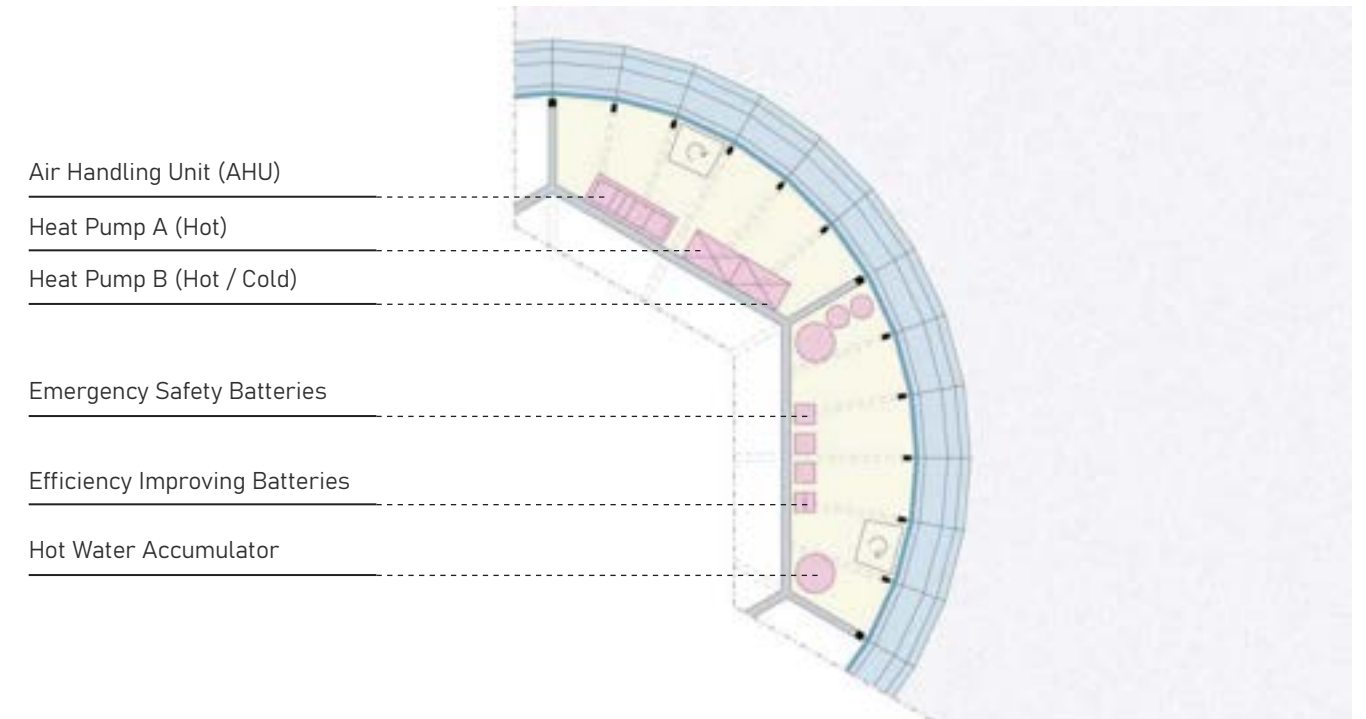 Air Handling Unit (AHU)
Heat Pump A (Hot)
Heat Pump B (Hot / Cold)
Emergency Safety Batteries
Efficiency Improving Batteries
Hot Water Accumulator